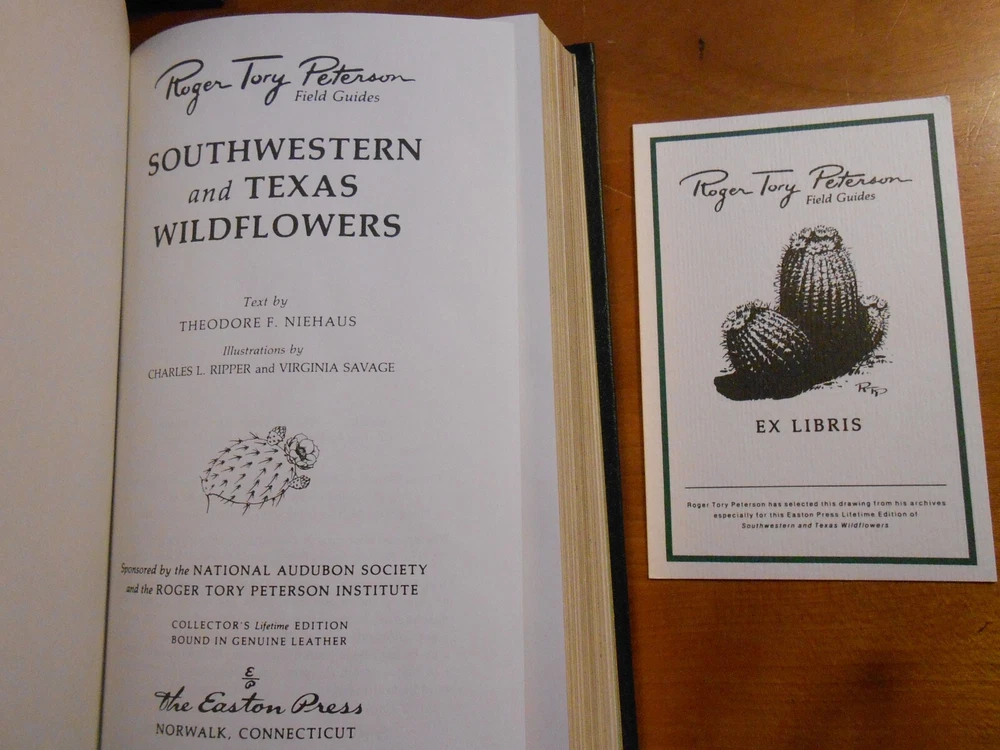 Roger Tory Peterson
Field Guides
SOUTHWESTERN
and TEXAS
WILDFLOWERS
Text by
THEODORE F. NIEHAUS
Illustrations by
CHARLES L. RIPPER and VIRGINIA SAVAGE
Sponsored by the NATIONAL AUDUBON SOCIETY
and the ROGER TORY PETERSON INSTITUTE
COLLECTOR'S Lifetime EDITION
BOUND IN GENUINE LEATHER
E
P
the Easton Press
NORWALK, CONNECTICUT
Roger Tory Peterson
Field Guides
RTP
EX LIBRIS
Roger Tory Peterson has selected this drawing from his archives
especially for this Easton Press Lifetime Edition of
Southwestern and Texas Wildflowers